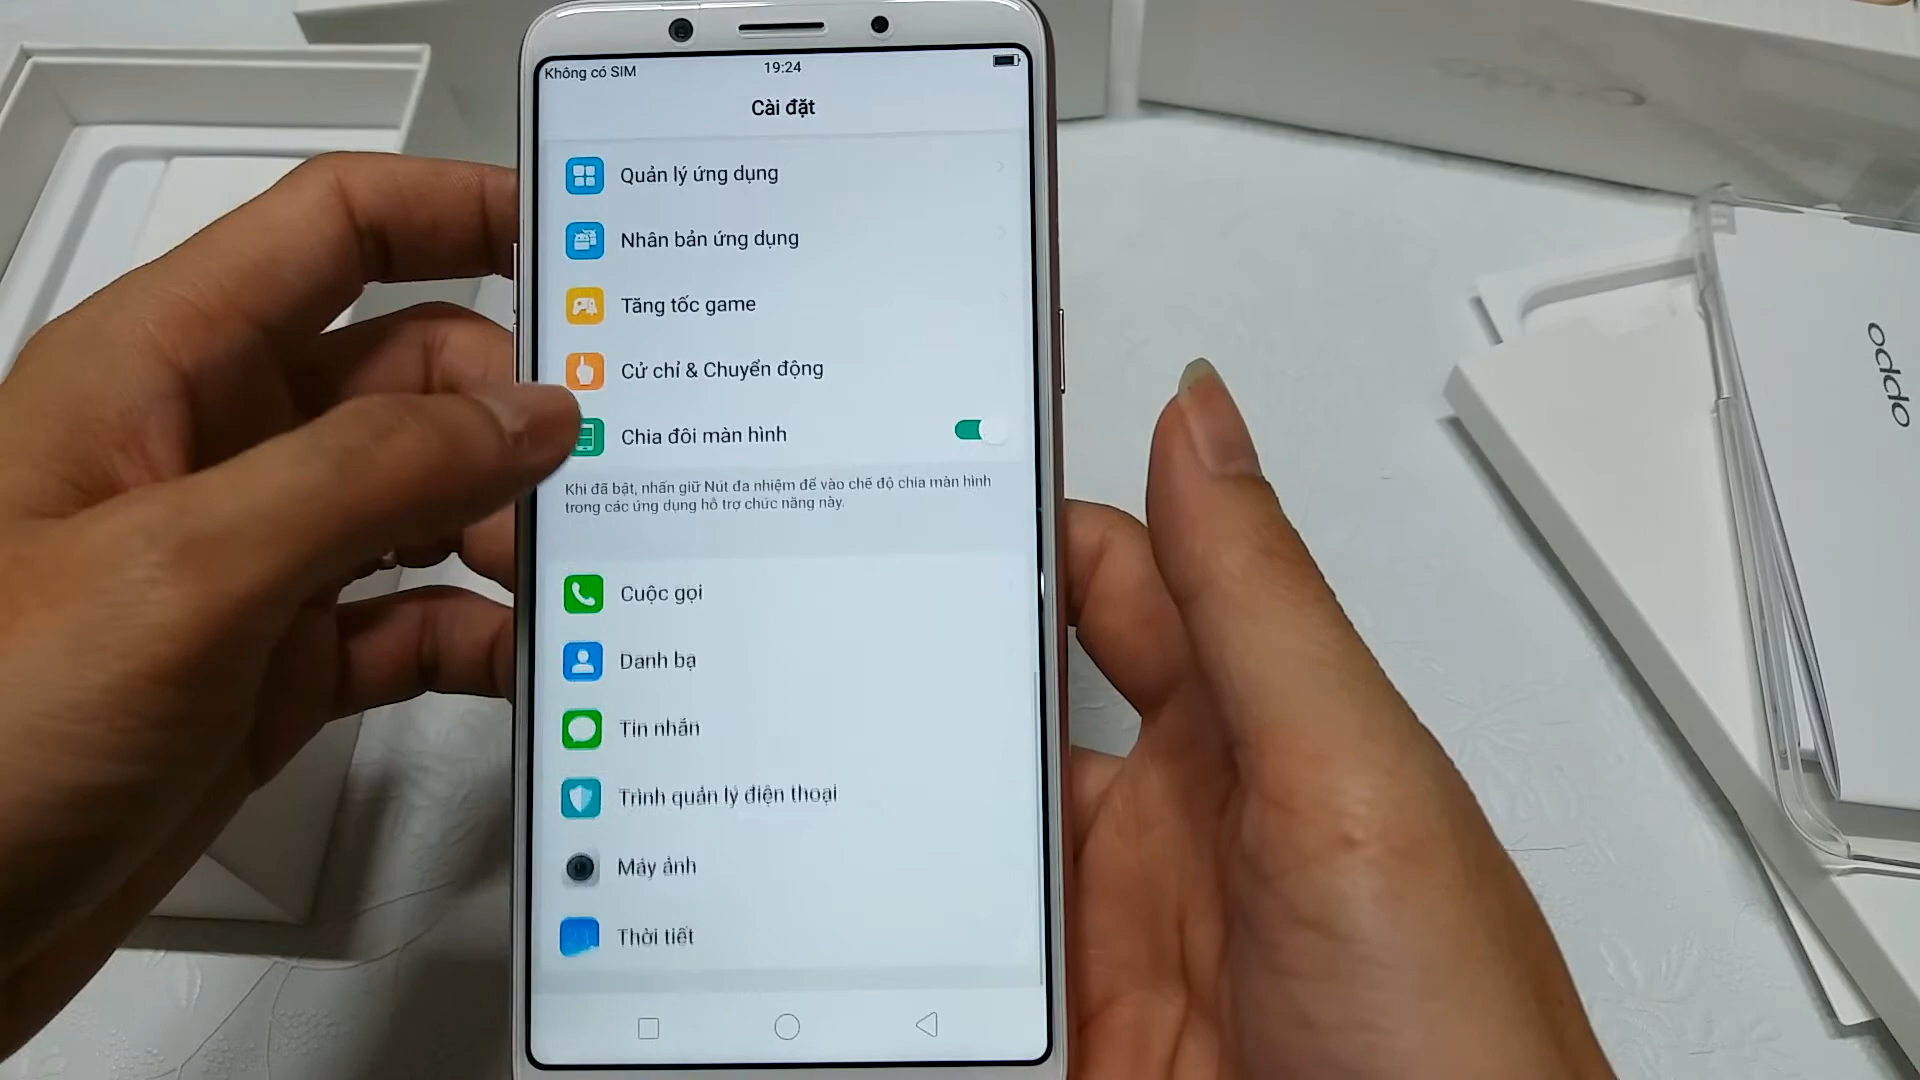 Không có SIM
19:24
Cài đặt
Quản lý ứng dụng
Nhân bản ứng dụng
Tăng tốc game
Cử chỉ & Chuyển động
Chia đôi màn hình
Khi đã bật, nhấn giữ Nút đa nhiệm để vào chế độ chia màn hình
trong các ứng dụng hỗ trợ chức năng này.
Cuộc gọi
Danh bạ
Tin nhắn
Trình quản lý điện thoại
Máy ảnh
Thời tiết
oppo
oppo